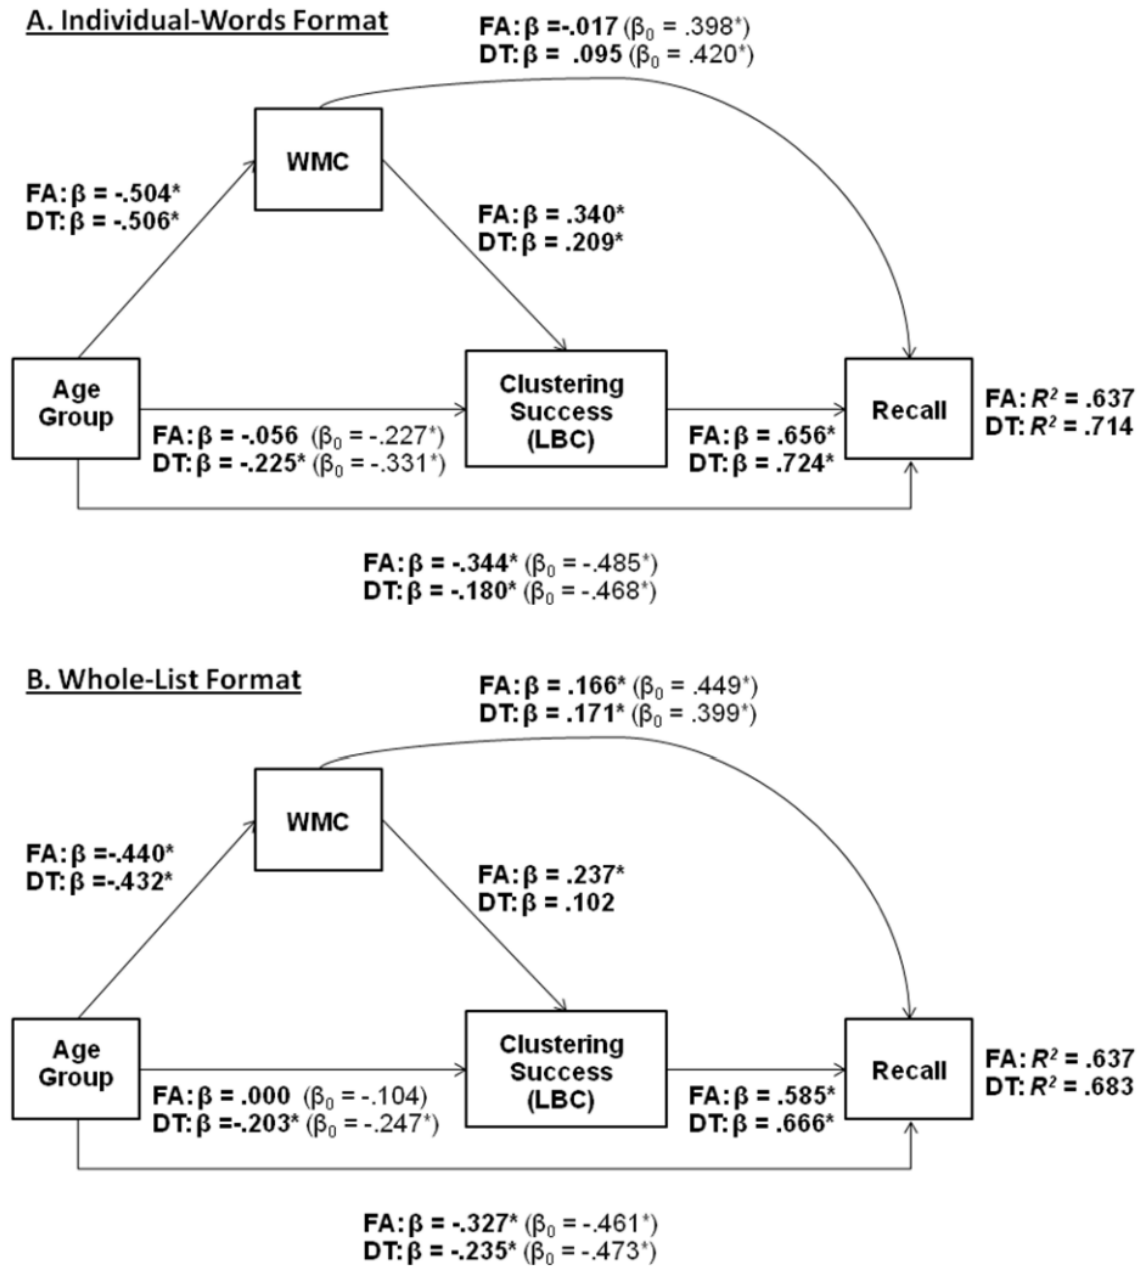 A. Individual-Words Format
FA: β =-.017 (β₀ = .398*)
DT: β = .095 (β₀ = .420*)
WMC
FA: β = -.504*
DT: β = -.506*
FA: β = .340*
DT: β = .209*
Age
Group
Clustering
Success
(LBC)
Recall
FA: R² = .637
DT: R² = .714
FA: β = -.056 (β₀ = -.227*)
DT: β = -.225* (β₀ = -.331*)
FA: β = .656*
DT: β = .724*
FA: β = -.344* (β₀ = -.485*)
DT: β = -.180* (β₀ = -.468*)
B. Whole-List Format
FA: β = .166* (β₀ = .449*)
DT: β = .171* (β₀ = .399*)
WMC
FA: β =-.440*
DT: β =-.432*
FA: β = .237*
DT: β = .102
Age
Group
Clustering
Success
(LBC)
Recall
FA: R² = .637
DT: R² = .683
FA: β = .000 (β₀ = -.104)
DT: β =-.203* (β₀ = -.247*)
FA: β = .585*
DT: β = .666*
FA: β = -.327* (β₀ = -.461*)
DT: β = -.235* (β₀ = -.473*)